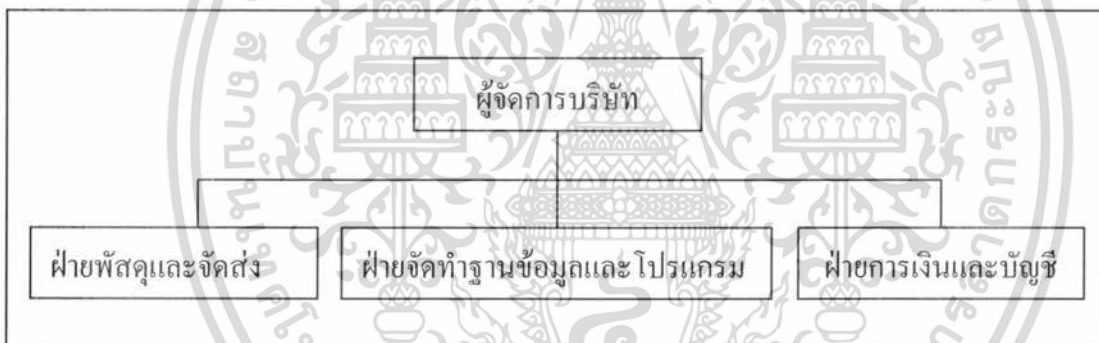 ผู้จัดการบริษัท
ฝ่ายพัสดุและจัดส่ง
ฝ่ายจัดทำฐานข้อมูลและโปรแกรม
ฝ่ายการเงินและบัญชี